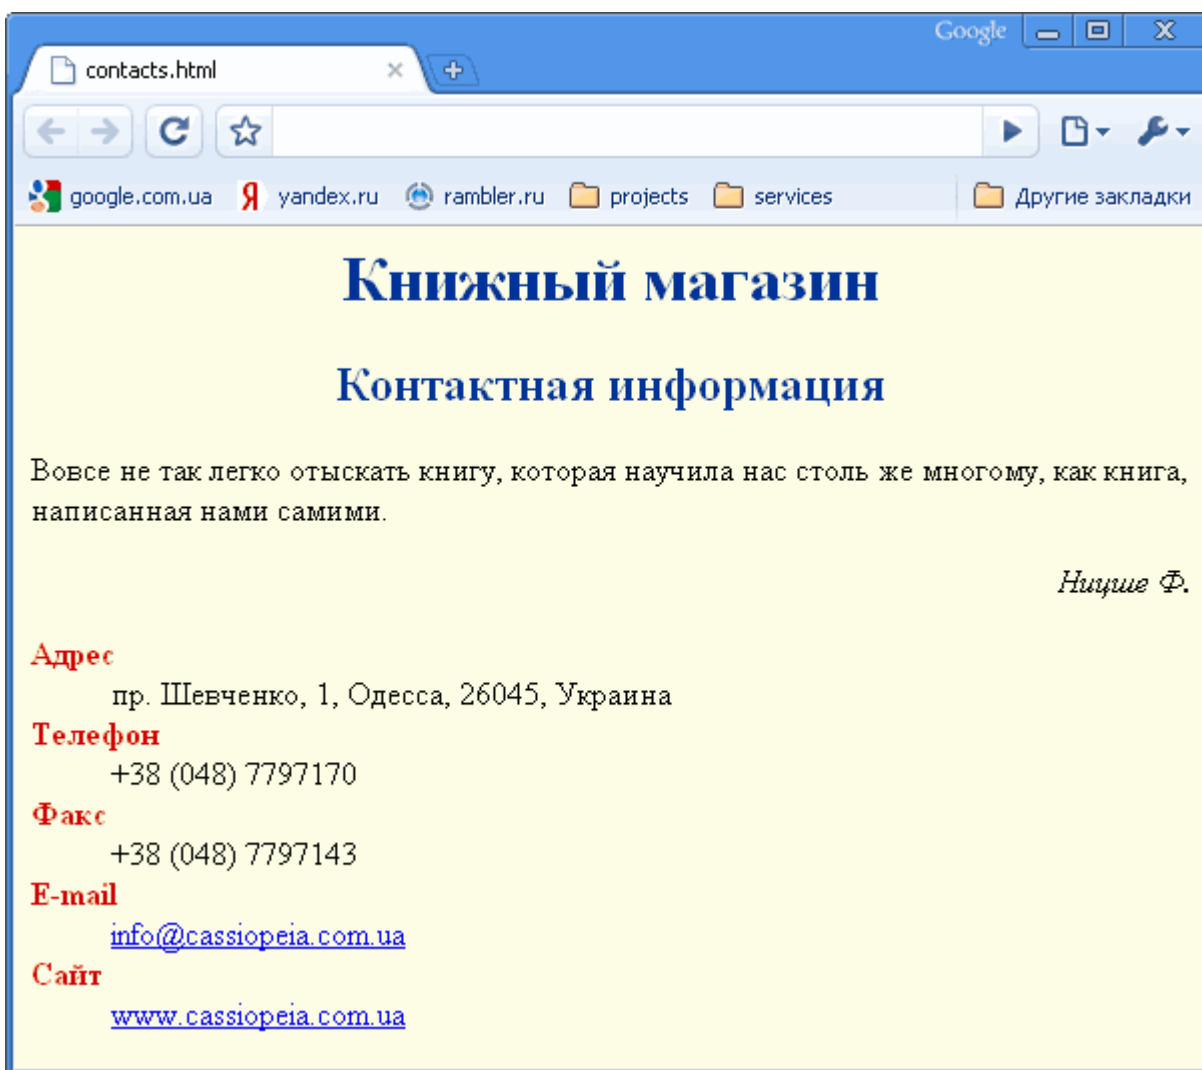 Google
contacts.html
google.com.ua Я yandex.ru rambler.ru projects services Другие закладки
Книжный магазин
Контактная информация
Вовсе не так легко отыскать книгу, которая научила нас столь же многому, как книга,
написанная нами самими.
Ницше Ф.
Адрес
пр. Шевченко, 1, Одесса, 26045, Украина
Телефон
+38 (048) 7797170
Факс
+38 (048) 7797143
E-mail
info@cassiopeia.com.ua
Сайт
www.cassiopeia.com.ua